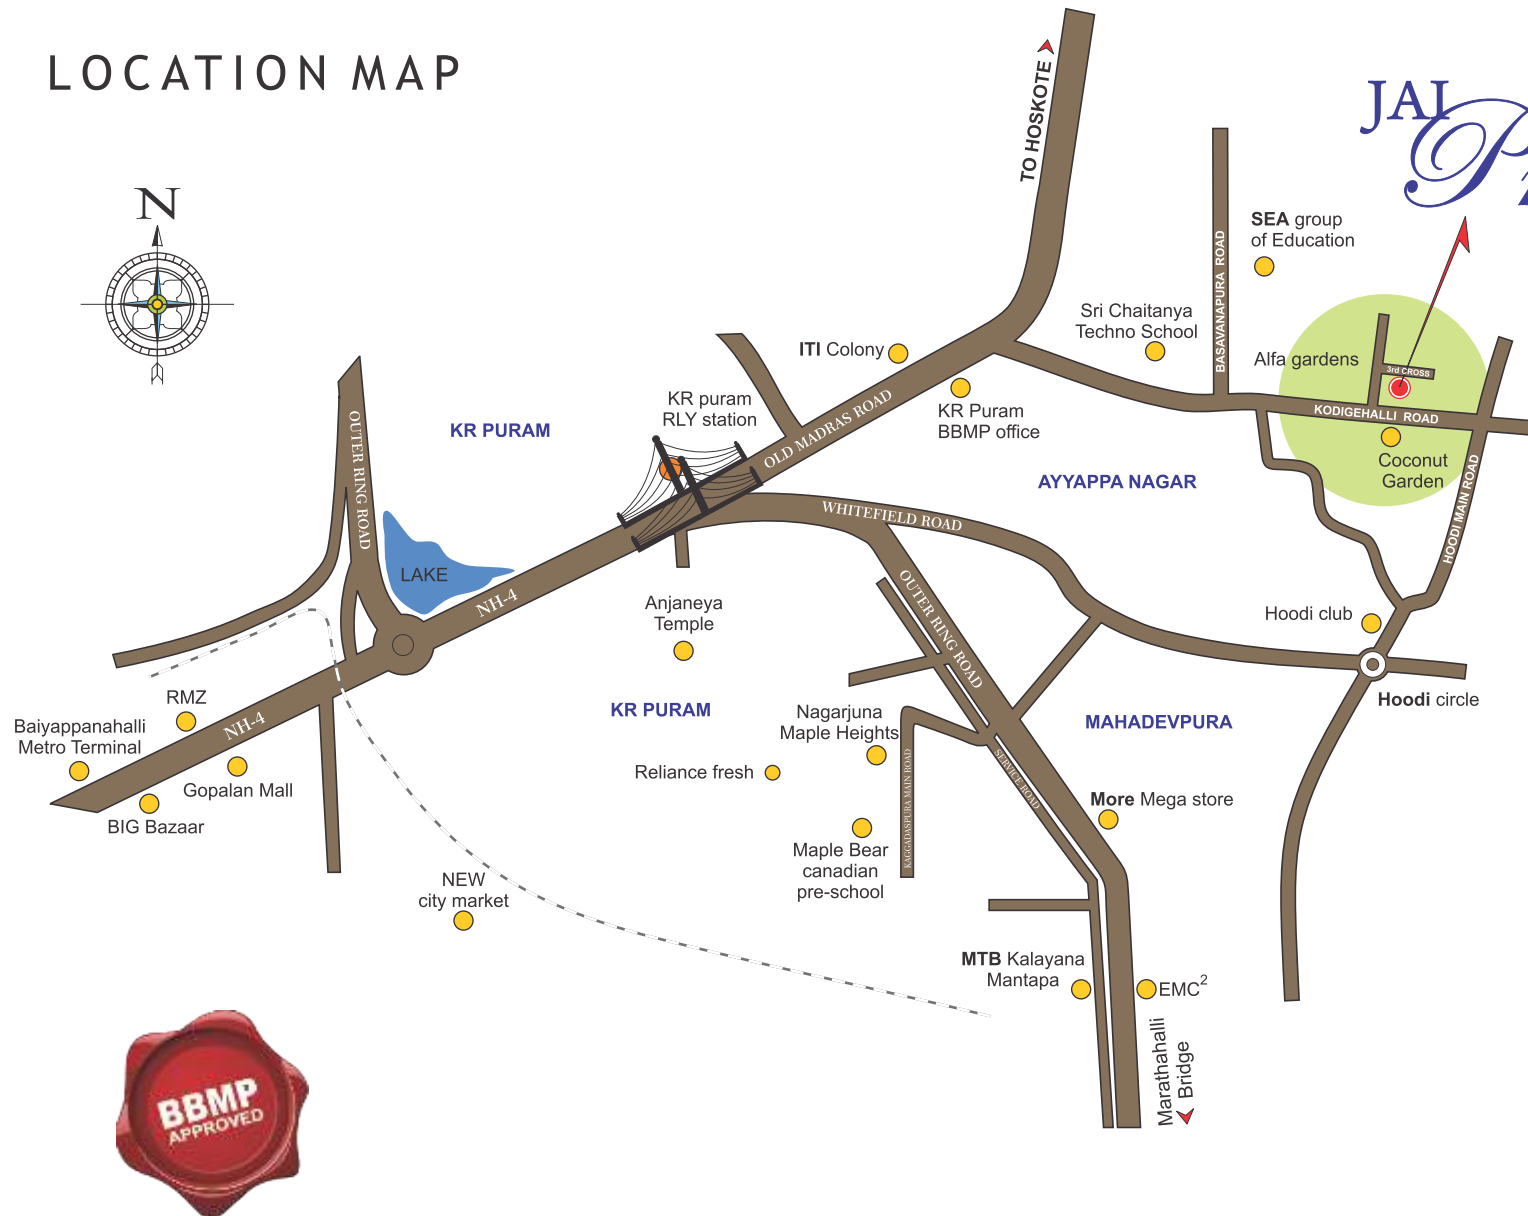 LOCATION MAP
N
JAI
TO HOSKOTE
SEA group
of Education
BASAVANAPURA ROAD
Sri Chaitanya
Techno School
ITI Colony
Alfa gardens
3rd CROSS
KODIGEHALLI ROAD
KR puram
RLY station
OLD MADRAS ROAD
KR Puram
BBMP office
KR PURAM
OUTER RING ROAD
Coconut
Garden
AYYAPPA NAGAR
HOODI MAIN ROAD
WHITEFIELD ROAD
LAKE
NH-4
Anjaneya
Temple
OUTER RING ROAD
Hoodi club
RMZ
Baiyappanahalli
Metro Terminal
NH-4
KR PURAM
Nagarjuna
Maple Heights
MAHADEVPURA
Hoodi circle
Gopalan Mall
BIG Bazaar
Reliance fresh
KAGGADASPURA MAIN ROAD
SERVICE ROAD
More Mega store
Maple Bear
canadian
pre-school
NEW
city market
MTB Kalayana
Mantapa
EMC2
Marathahalli
Bridge
BBMP
APPROVED